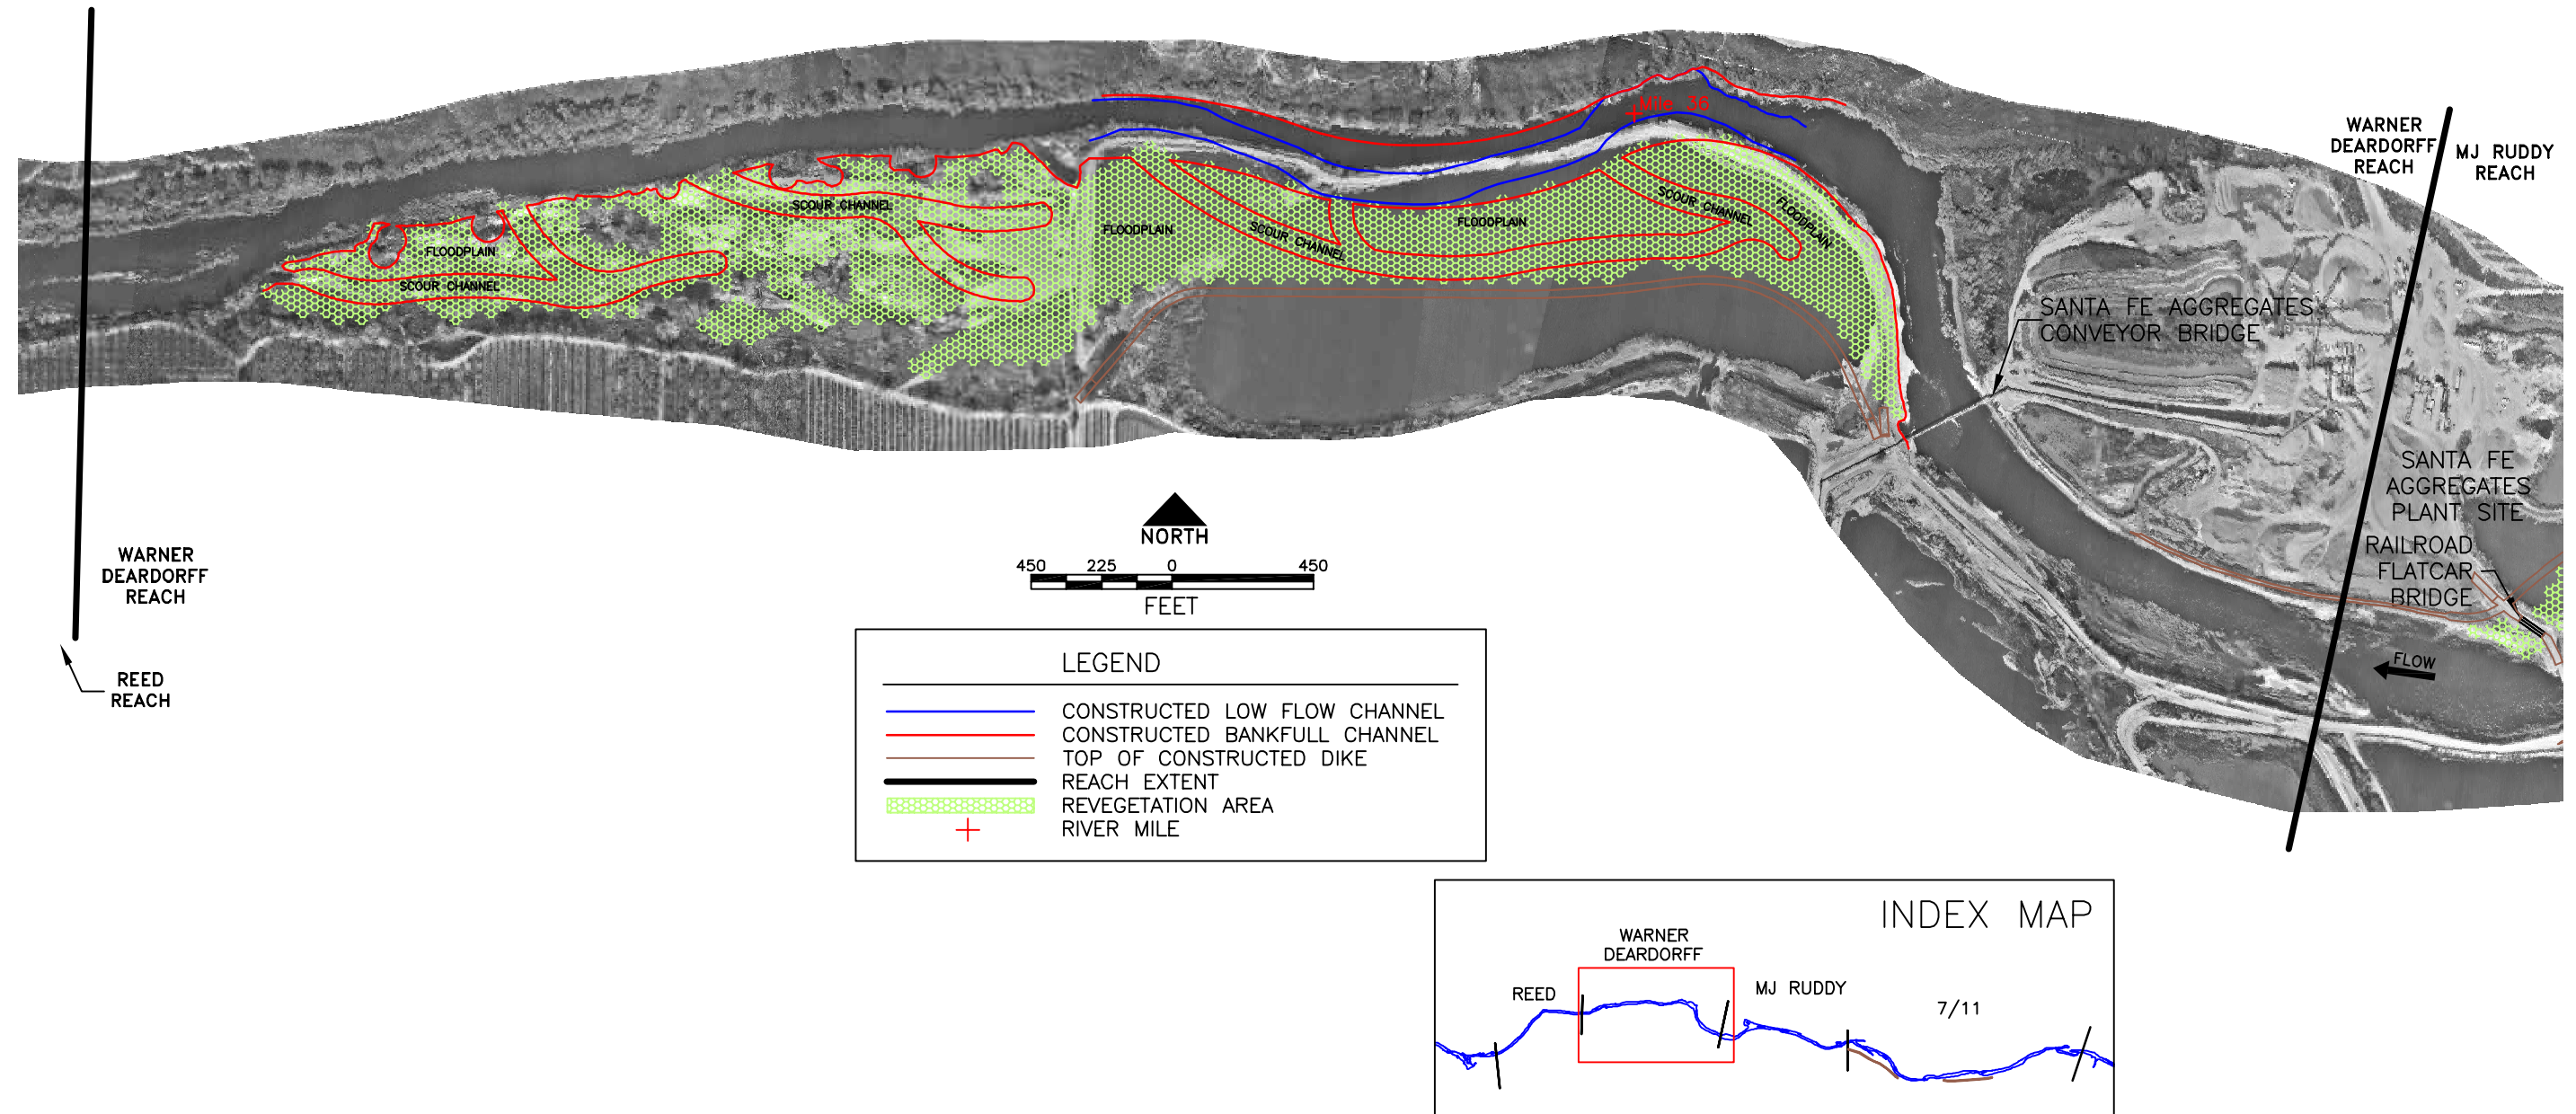 Mile 36
WARNER
DEARDORFF
REACH
MJ RUDDY
REACH
SCOUR CHANNEL
SCOUR CHANNEL
FLOODPLAIN
FLOODPLAIN
FLOODPLAIN
FLOODPLAIN
SCOUR CHANNEL
SCOUR CHANNEL
SANTA FE AGGREGATES
CONVEYOR BRIDGE
SANTA FE
AGGREGATES
PLANT SITE
RAILROAD
FLATCAR
BRIDGE
FLOW
WARNER
DEARDORFF
REACH
REED
REACH
NORTH
450 225 0 450
FEET
LEGEND
CONSTRUCTED LOW FLOW CHANNEL
CONSTRUCTED BANKFULL CHANNEL
TOP OF CONSTRUCTED DIKE
REACH EXTENT
REVEGETATION AREA
RIVER MILE
INDEX MAP
WARNER
DEARDORFF
REED
MJ RUDDY
7/11